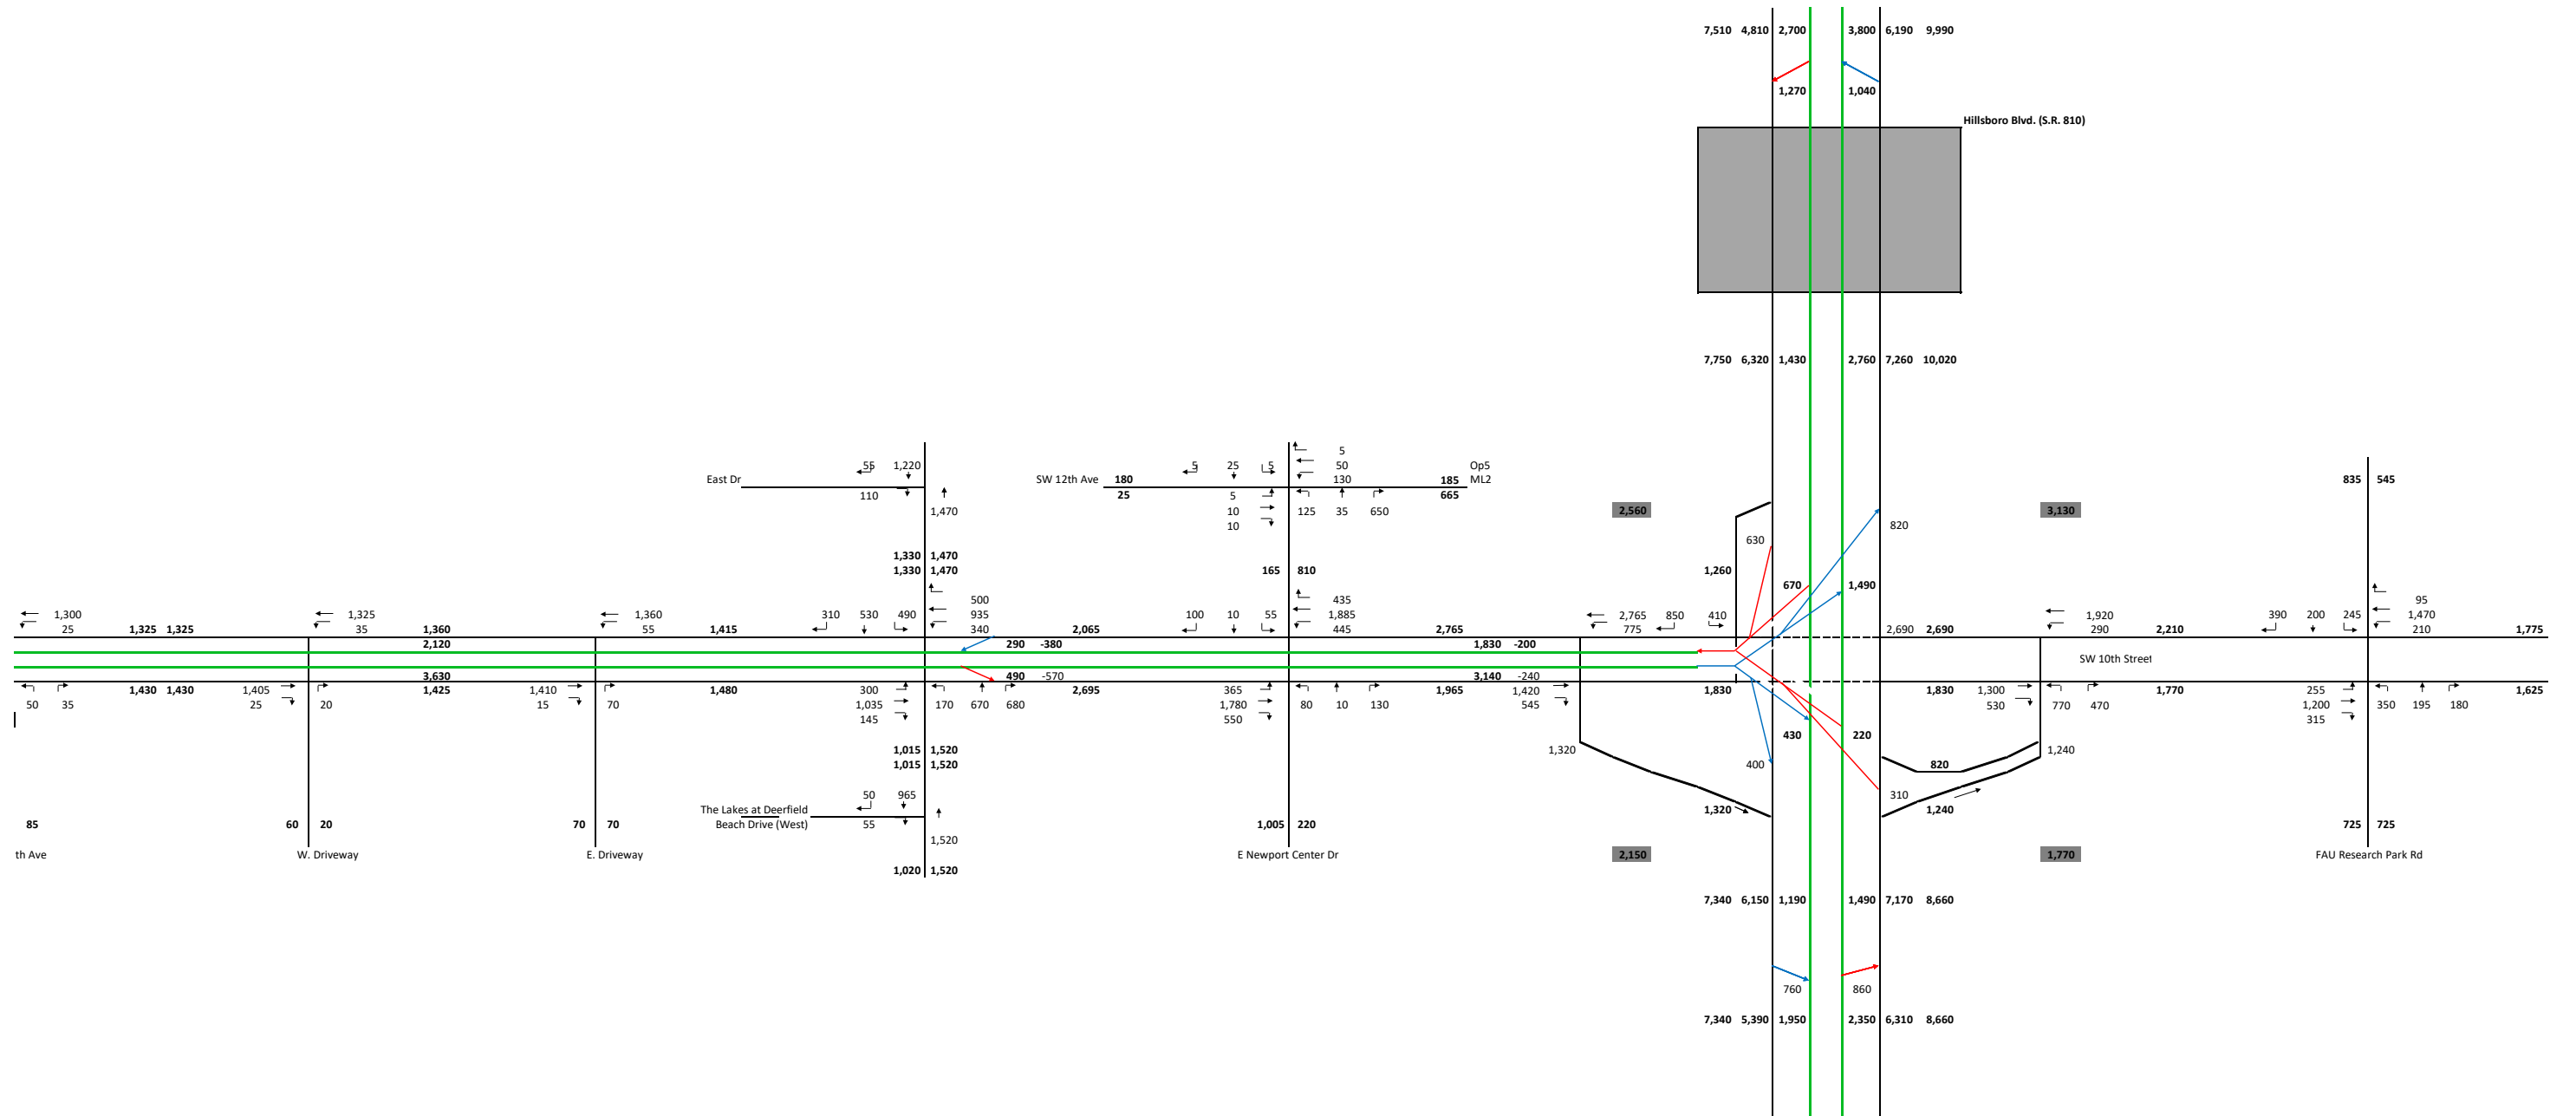 7,510 4,810 2,700 3,800 6,190 9,990
1,270 1,040
Hillsboro Blvd. (S.R. 810)
7,750 6,320 1,430 2,760 7,260 10,020
5
55 1,220 5 25 5 50 Op5
East Dr SW 12th Ave 180 130 185 ML2 835 545
110 25 5 665
1,470 10 125 35 650 2,560 3,130
10 820
630
1,330 1,470
1,330 1,470 165 810 1,260
670 1,490
500 435 95
1,300 1,325 1,360 310 530 490 935 100 10 55 1,885 2,765 850 410 1,920 390 200 245 1,470
25 1,325 1,325 35 1,360 55 1,415 340 2,065 445 2,765 775 2,690 2,690 290 2,210 210 1,775
2,120 290 -380 1,830 -200
SW 10th Street
3,630 490 -570 3,140 -240
1,430 1,430 1,405 1,425 1,410 1,480 300 2,695 365 1,965 1,420 1,830 1,830 1,300 1,770 255 1,625
50 35 25 20 15 70 1,035 170 670 680 1,780 80 10 130 545 530 770 470 1,200 350 195 180
145 550 315
430 220
1,015 1,520 1,320 1,240
1,015 1,520 400 820
50 965 310
The Lakes at Deerfield 1,320 1,240
Beach Drive (West) 55
85 60 20 70 70 1,005 220 725 725
1,520
th Ave W. Driveway E. Driveway E Newport Center Dr 2,150 1,770 FAU Research Park Rd
1,020 1,520
7,340 6,150 1,190 1,490 7,170 8,660
760 860
7,340 5,390 1,950 2,350 6,310 8,660